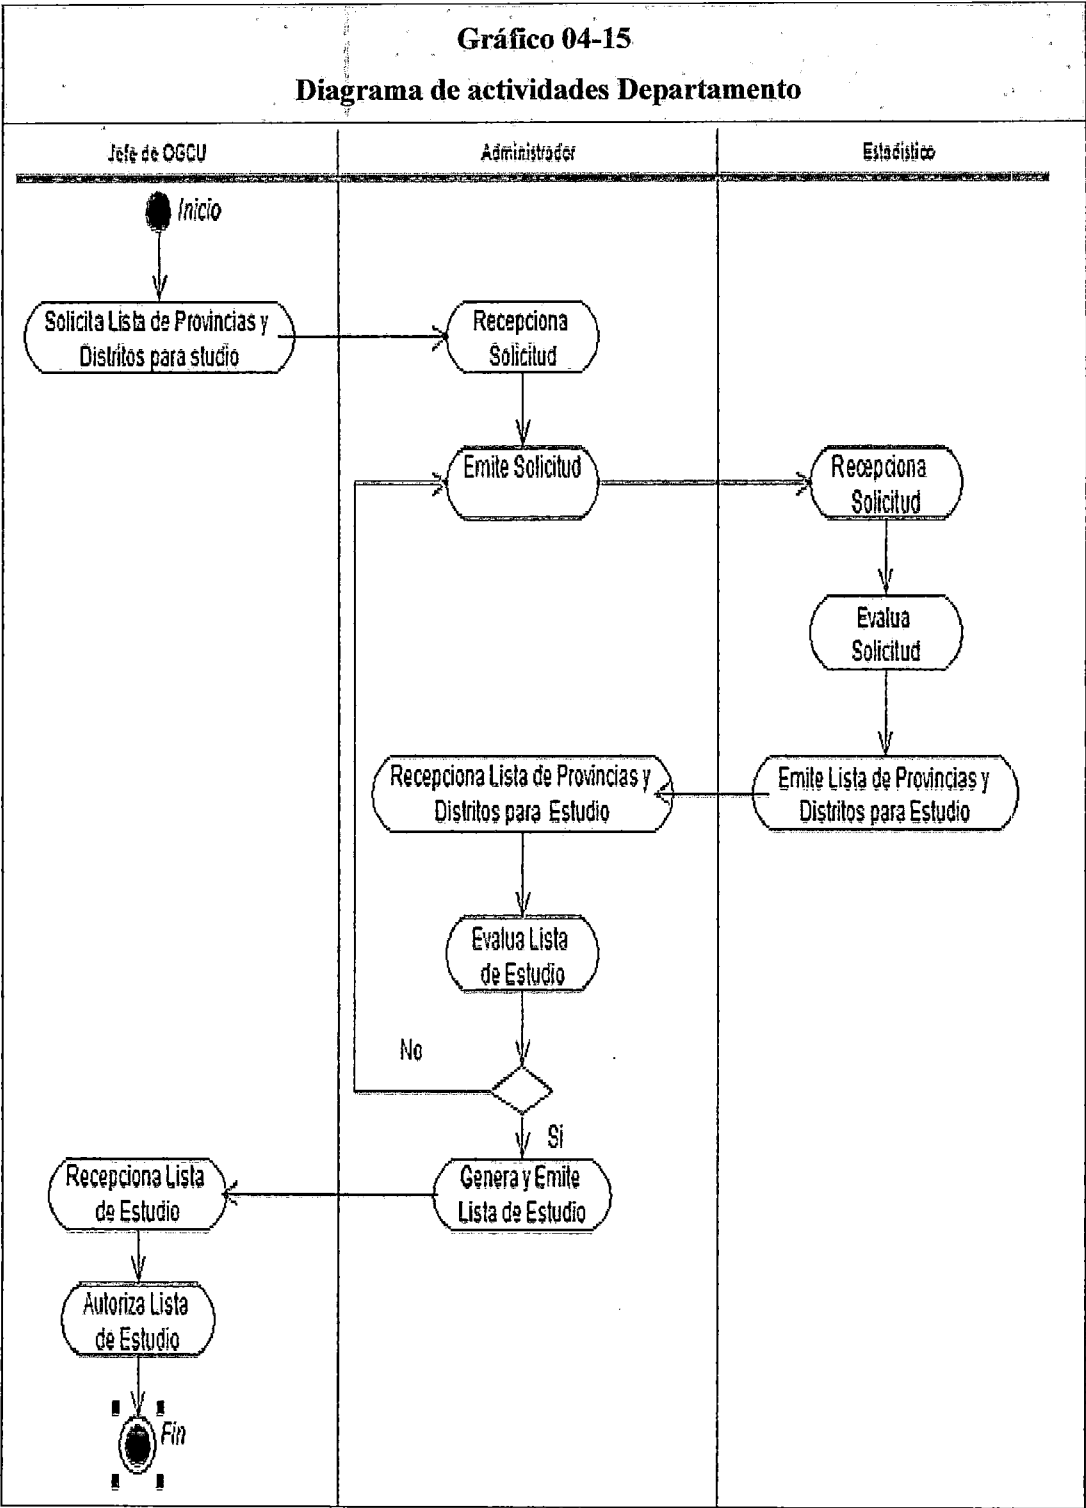 Gráfico 04-15
Diagrama de actividades Departamento
Jefe de OGCU
Administrador
Estadistico
Inicio
Solicita Lista de Provincias y
Distritos para studio
Recepciona
Solicitud
Emite Solicitud
Recepciona
Solicitud
Evalua
Solicitud
Recepciona Lista de Provincias y
Distritos para Estudio
Emite Lista de Provincias y
Distritos para Estudio
Evalua Lista
de Estudio
No
Si
Recepciona Lista
de Estudio
Genera y Emite
Lista de Estudio
Autoriza Lista
de Estudio
Fin